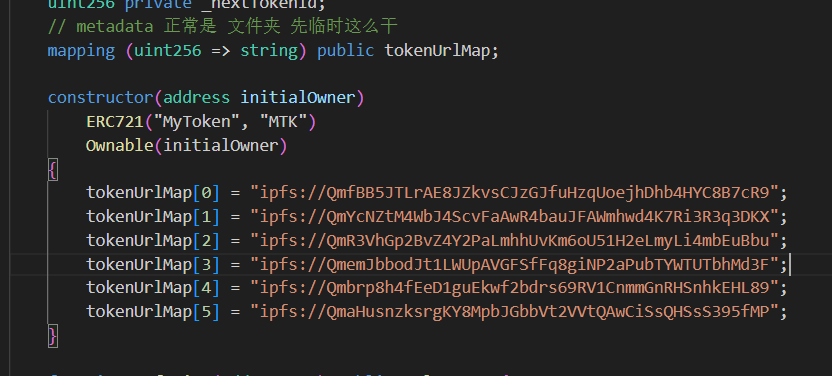 uint256 private _nextTokenId;
// metadata 正常是 文件夹 先临时这么干
mapping (uint256 => string) public tokenUrlMap;
constructor(address initialOwner)
ERC721("MyToken", "MTK")
Ownable(initialOwner)
{
tokenUrlMap[0] = "ipfs://QmfBB5JTLrAE8JZkvsCJzGJfuHzqUoejhDhb4HYC8B7cR9";
tokenUrlMap[1] = "ipfs://QmYcNZtM4WbJ4ScvFaAwR4bauJFAWmhwd4K7Ri3R3q3DKX";
tokenUrlMap[2] = "ipfs://QmR3VhGp2BvZ4Y2PaLmhhUvKm6oU51H2eLmyLi4mbEuBbu";
tokenUrlMap[3] = "ipfs://QmemJbbodJt1LWUpAVGFSfFq8giNP2aPubTYWTUTbhMd3F";
tokenUrlMap[4] = "ipfs://Qmbrp8h4fEeD1guEkwf2bdrs69RV1CnmmGnRHSnhkEHL89";
tokenUrlMap[5] = "ipfs://QmaHusnzksrgKY8MpbJGbbVt2VVtQAwCiSsQHSsS395fMP";
}